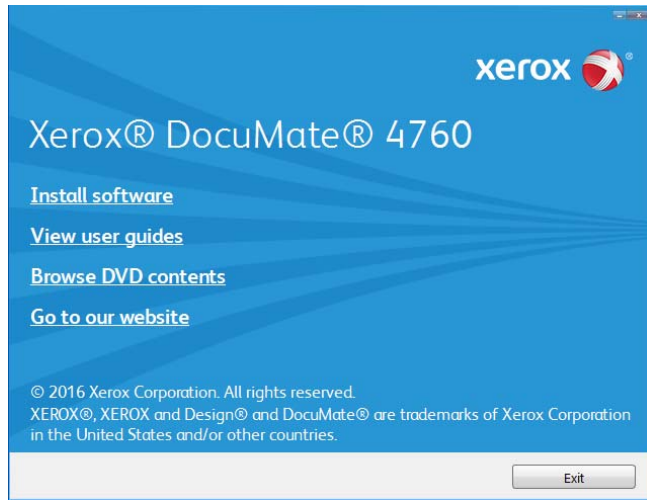 xerox®
Xerox® DocuMate® 4760
Install software
View user guides
Browse DVD contents
Go to our website
© 2016 Xerox Corporation. All rights reserved.
XEROX®, XEROX and Design® and DocuMate® are trademarks of Xerox Corporation
in the United States and/or other countries.
Exit